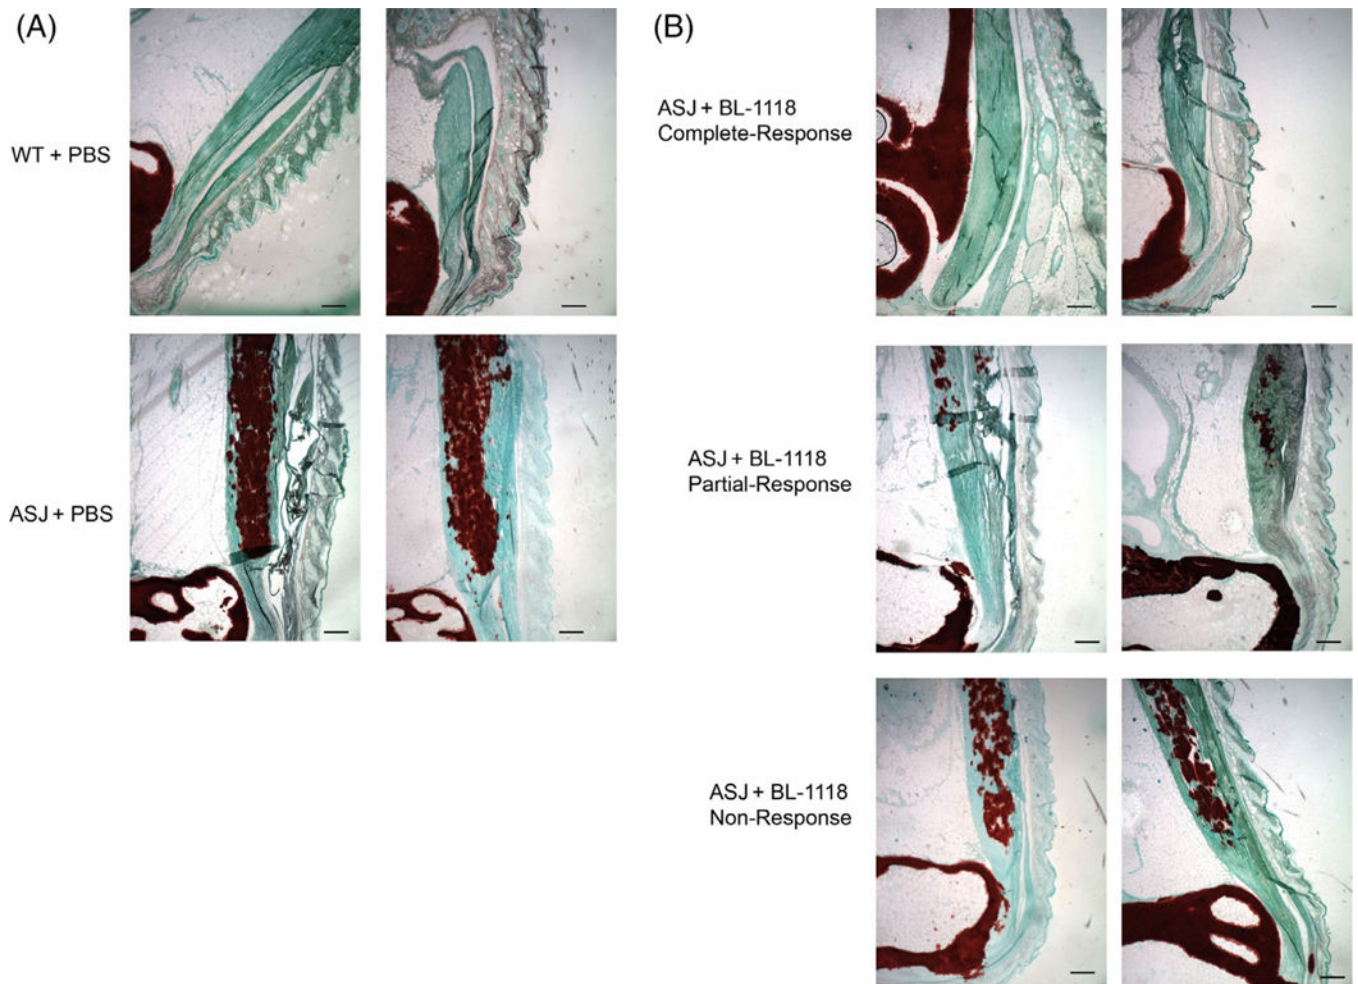 (A)
WT + PBS
ASJ + PBS
(B)
ASJ + BL-1118
Complete-Response
ASJ + BL-1118
Partial-Response
ASJ + BL-1118
Non-Response